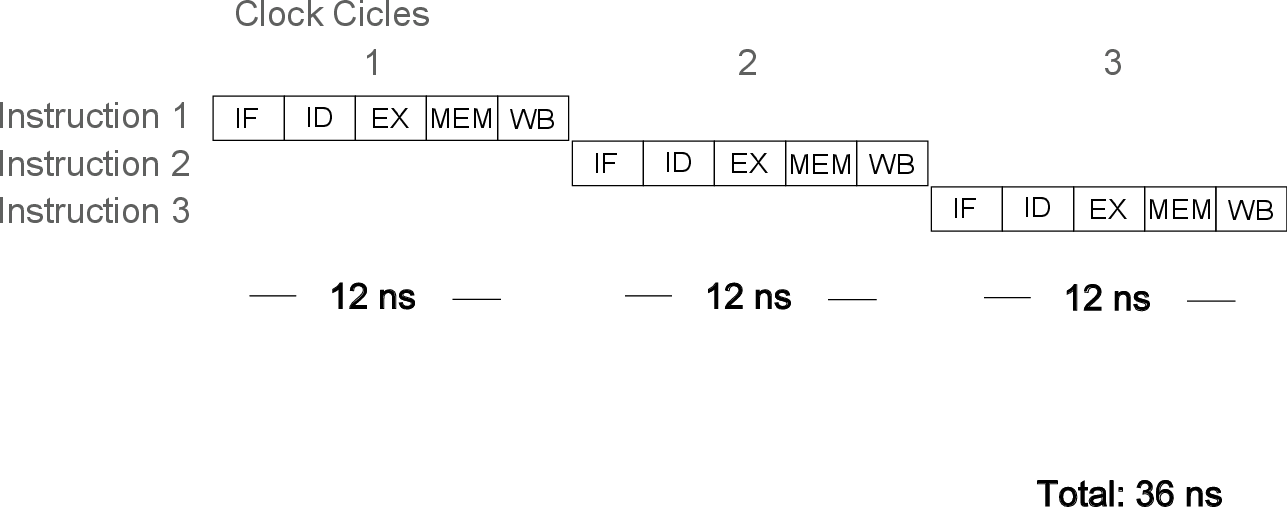 Clock Cicles
1 2 3
Instruction 1 IF ID EX MEM WB
Instruction 2 IF ID EX MEM WB
Instruction 3 IF ID EX MEM WB
12 ns 12 ns 12 ns
Total: 36 ns